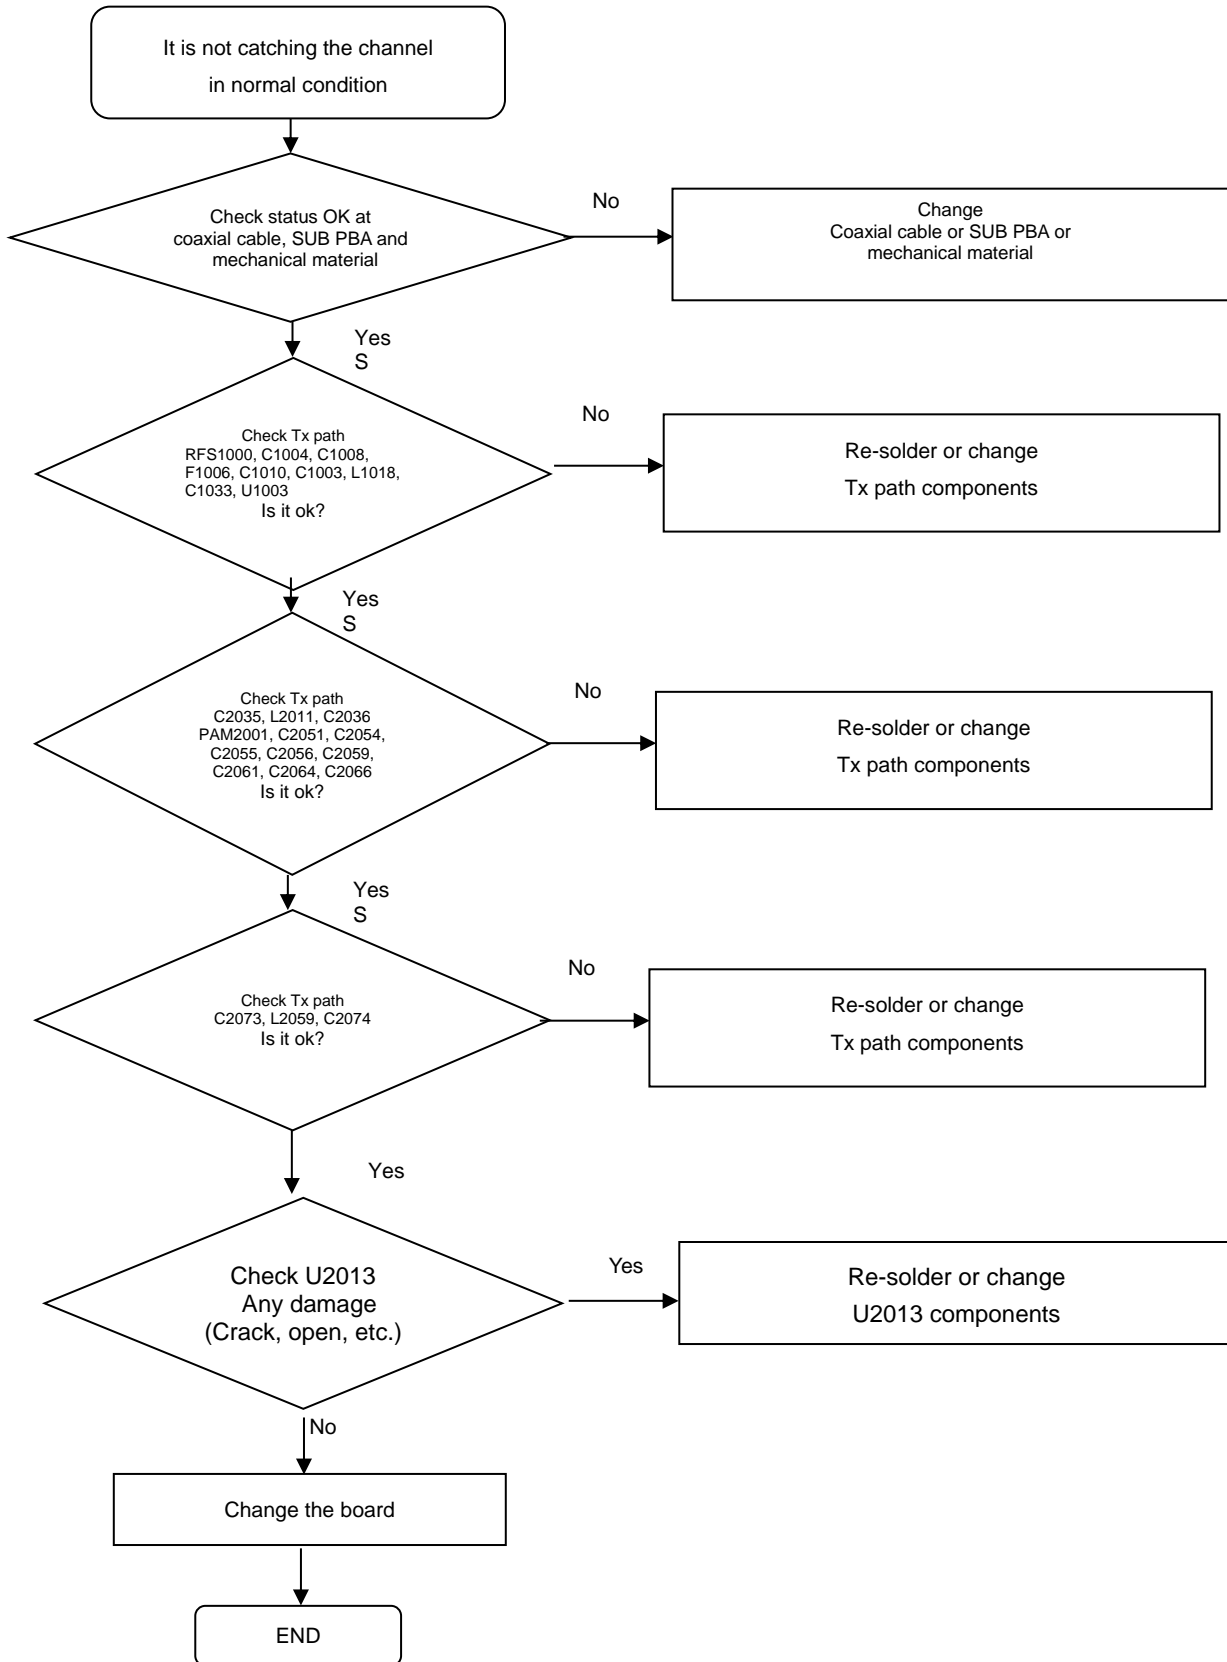 It is not catching the channel
in normal condition
Check status OK at
coaxial cable, SUB PBA and
mechanical material
No
Change
Coaxial cable or SUB PBA or
mechanical material
Yes
S
Check Tx path
RFS1000, C1004, C1008,
F1006, C1010, C1003, L1018,
C1033, U1003
Is it ok?
No
Re-solder or change
Tx path components
Yes
S
Check Tx path
C2035, L2011, C2036
PAM2001, C2051, C2054,
C2055, C2056, C2059,
C2061, C2064, C2066
Is it ok?
No
Re-solder or change
Tx path components
Yes
S
Check Tx path
C2073, L2059, C2074
Is it ok?
No
Re-solder or change
Tx path components
Yes
Check U2013
Any damage
(Crack, open, etc.)
Yes
Re-solder or change
U2013 components
No
Change the board
END